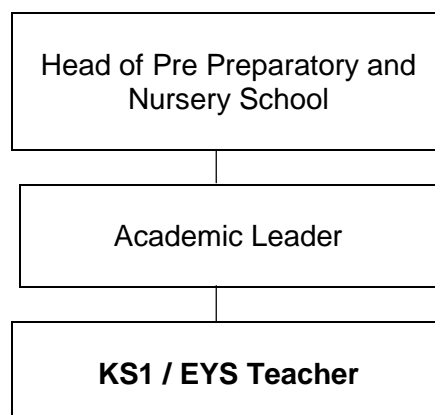 Head of Pre Preparatory and
Nursery School
Academic Leader
KS1 / EYS Teacher